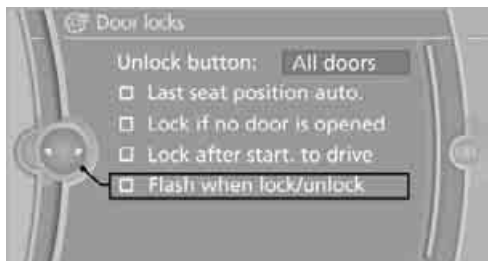 Door locks
Unlock button: All doors
Last seat position auto.
Lock if no door is opened
Lock after start. to drive
Flash when lock/unlock